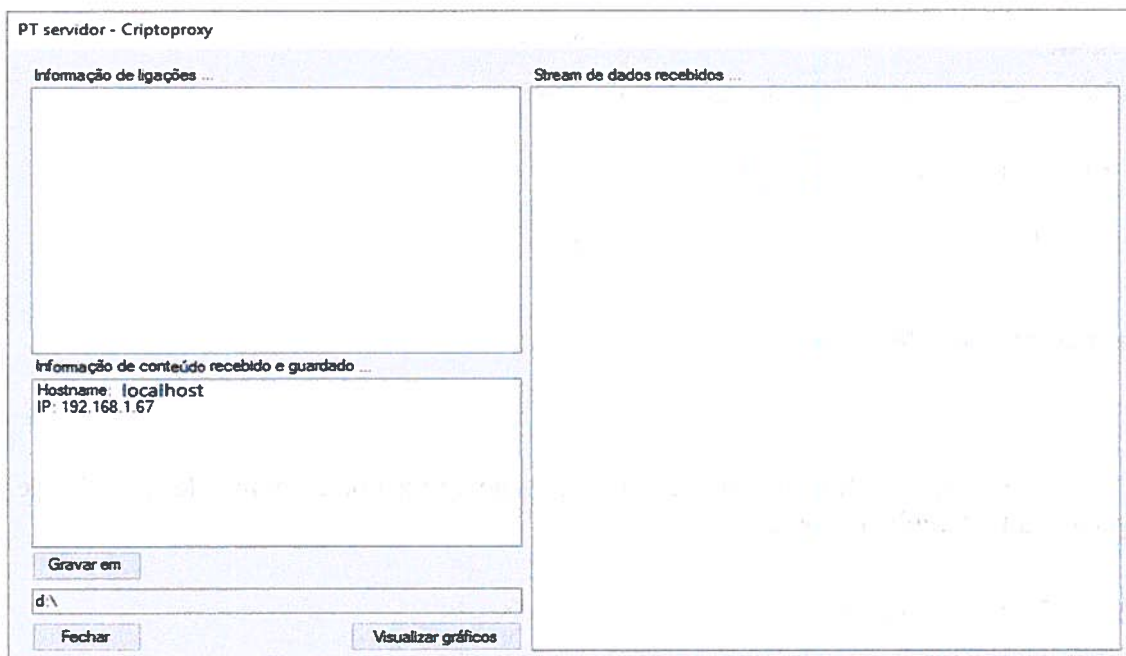 PT servidor - Criptoproxy
Informação de ligações ...
Stream de dados recebidos ...
Informação de conteúdo recebido e guardado ...
Hostname: localhost
IP: 192.168.1.67
Gravar em
d:\
Fechar
Visualizar gráficos